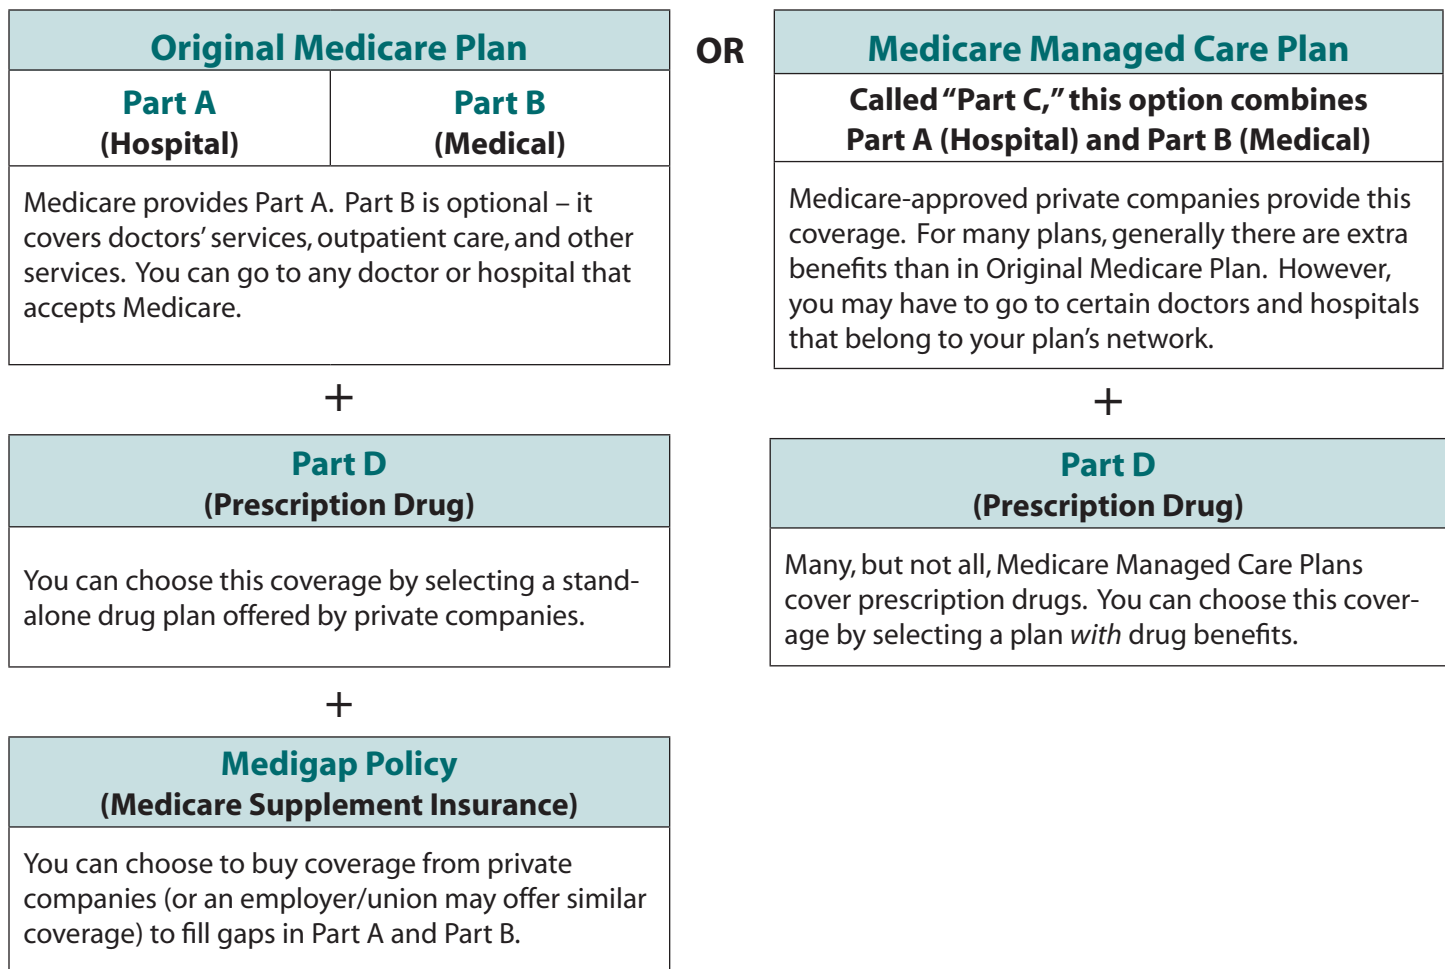 Original Medicare Plan
Part A
(Hospital)
Part B
(Medical)
Medicare provides Part A. Part B is optional – it
covers doctors’ services, outpatient care, and other
services. You can go to any doctor or hospital that
accepts Medicare.
+
Part D
(Prescription Drug)
You can choose this coverage by selecting a stand-
alone drug plan offered by private companies.
+
Medigap Policy
(Medicare Supplement Insurance)
You can choose to buy coverage from private
companies (or an employer/union may offer similar
coverage) to fill gaps in Part A and Part B.
OR
Medicare Managed Care Plan
Called “Part C,” this option combines
Part A (Hospital) and Part B (Medical)
Medicare-approved private companies provide this
coverage. For many plans, generally there are extra
benefits than in Original Medicare Plan. However,
you may have to go to certain doctors and hospitals
that belong to your plan’s network.
+
Part D
(Prescription Drug)
Many, but not all, Medicare Managed Care Plans
cover prescription drugs. You can choose this cover-
age by selecting a plan with drug benefits.